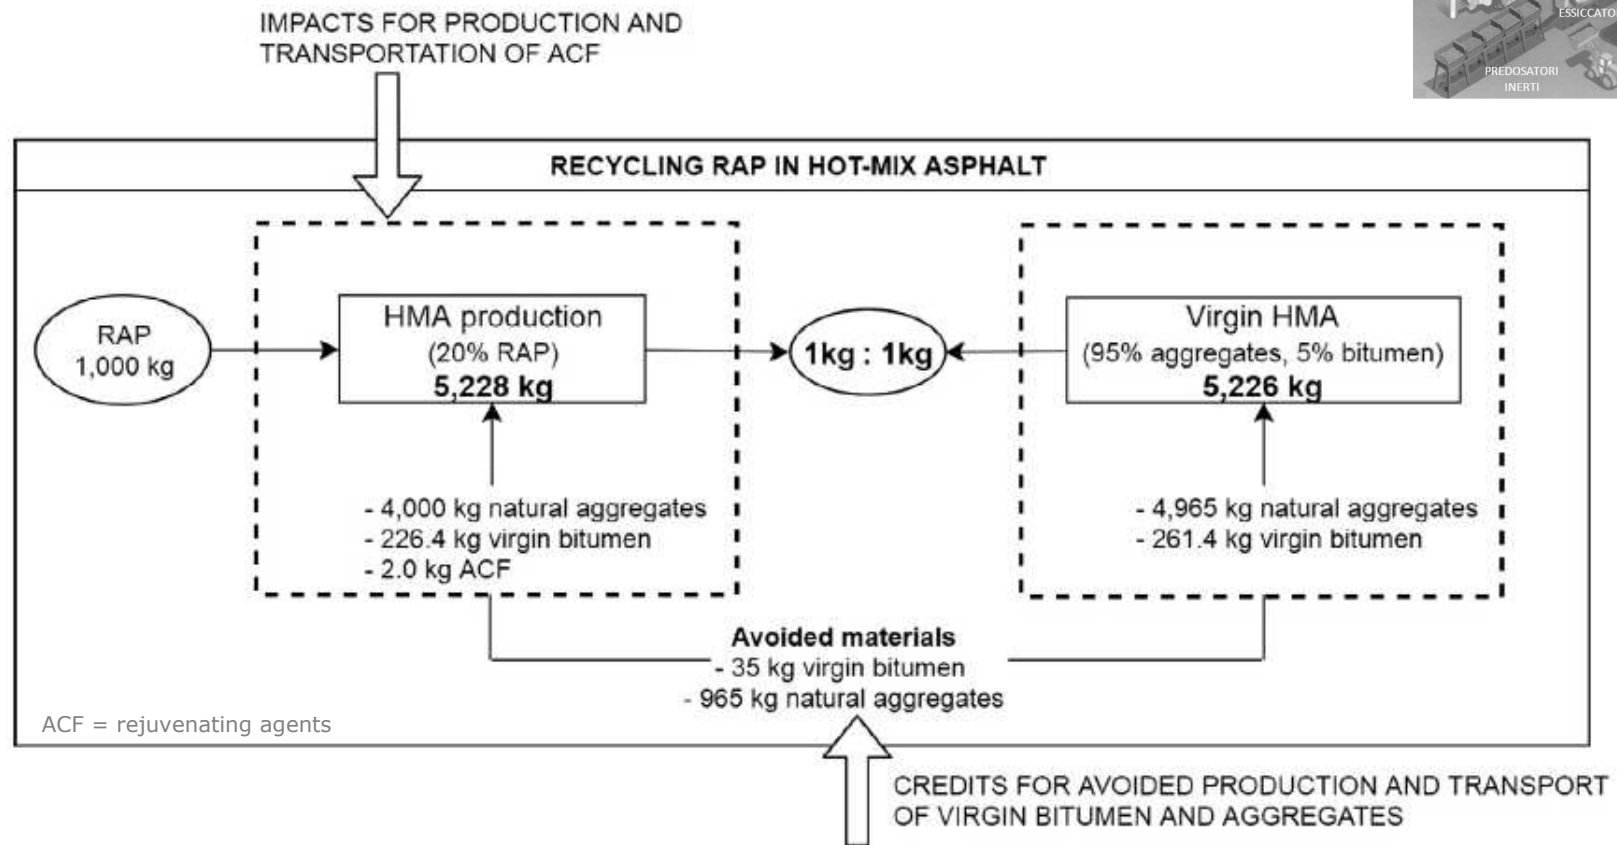 IMPACTS FOR PRODUCTION AND
TRANSPORTATION OF ACF
PREDOSATORI
INERTI
RECYCLING RAP IN HOT-MIX ASPHALT
RAP
1,000 kg
HMA production
(20% RAP)
5,228 kg
1kg : 1kg
Virgin HMA
(95% aggregates, 5% bitumen)
5,226 kg
- 4,000 kg natural aggregates
- 226.4 kg virgin bitumen
- 2.0 kg ACF
- 4,965 kg natural aggregates
- 261.4 kg virgin bitumen
Avoided materials
- 35 kg virgin bitumen
- 965 kg natural aggregates
ACF = rejuvenating agents
CREDITS FOR AVOIDED PRODUCTION AND TRANSPORT
OF VIRGIN BITUMEN AND AGGREGATES